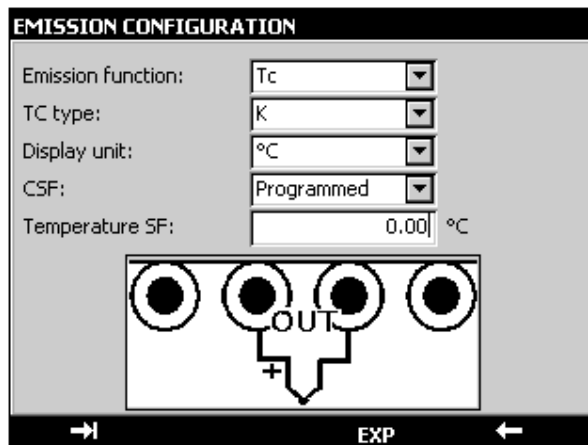 EMISSION CONFIGURATION
Emission function: Tc
TC type: K
Display unit: °C
CSF: Programmed
Temperature SF: 0.00 °C
OUT
+
EXP